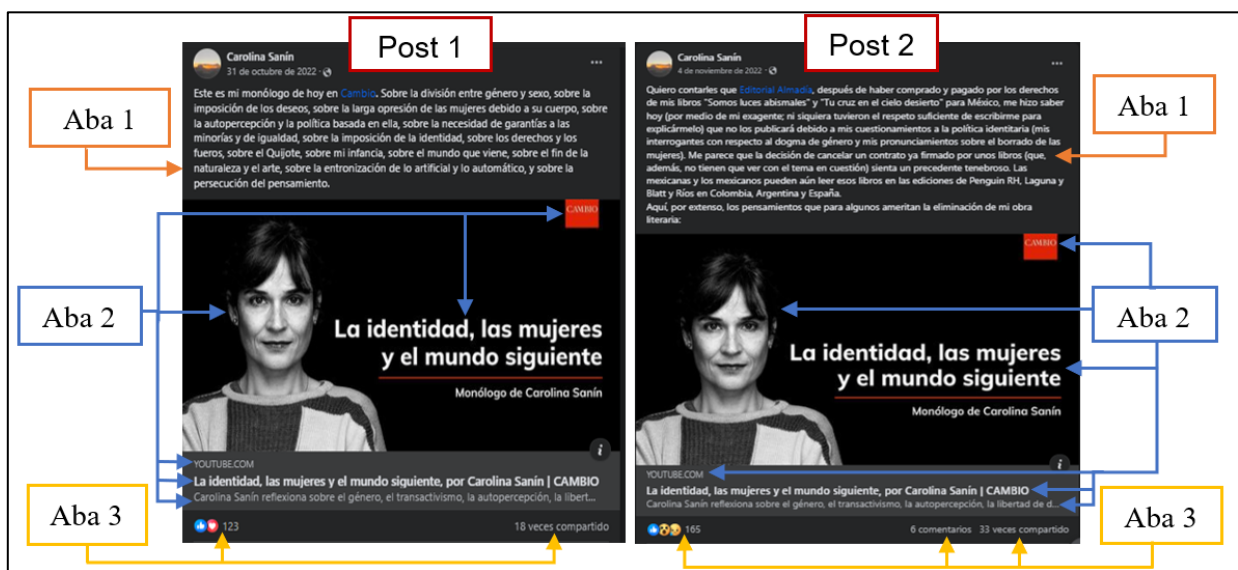 Post 1
Carolina Sanín
31 de octubre de 2022 ·
Este es mi monólogo de hoy en Cambio. Sobre la división entre género y sexo, sobre la
imposición de los deseos, sobre la larga opresión de las mujeres debido a su cuerpo, sobre
la autopercepción y la política basada en ella, sobre la necesidad de garantías a las
minorías y de igualdad, sobre la imposición de la identidad, sobre los derechos y los
fueros, sobre el Quijote, sobre mi infancia, sobre el mundo que viene, sobre el fin de la
naturaleza y el arte, sobre la entronización de lo artificial y lo automático, y sobre la
persecución del pensamiento.
CAMBIO
La identidad, las mujeres
y el mundo siguiente
Monólogo de Carolina Sanín
i
YOUTUBE.COM
La identidad, las mujeres y el mundo siguiente, por Carolina Sanín | CAMBIO
Carolina Sanín reflexiona sobre el género, el transactivismo, la autopercepción, la libert...
123
18 veces compartido
Aba 1
Aba 2
Aba 3
Post 2
Carolina Sanín
4 de noviembre de 2022 ·
Quiero contarles que Editorial Almadía, después de haber comprado y pagado por los derechos
de mis libros "Somos luces abismales" y "Tu cruz en el cielo desierto" para México, me hizo saber
hoy (por medio de mi exagente; ni siquiera tuvieron el respeto suficiente de escribirme para
explicármelo) que no los publicará debido a mis cuestionamientos a la política identitaria (mis
interrogantes con respecto al dogma de género y mis pronunciamientos sobre el borrado de las
mujeres). Me parece que la decisión de cancelar un contrato ya firmado por unos libros (que,
además, no tienen que ver con el tema en cuestión) sienta un precedente tenebroso. Las
mexicanas y los mexicanos pueden aún leer esos libros en las ediciones de Penguin RH, Laguna y
Blatt y Ríos en Colombia, Argentina y España.
Aquí, por extenso, los pensamientos que para algunos ameritan la eliminación de mi obra
literaria:
CAMBIO
La identidad, las mujeres
y el mundo siguiente
Monólogo de Carolina Sanín
i
YOUTUBE.COM
La identidad, las mujeres y el mundo siguiente, por Carolina Sanín | CAMBIO
Carolina Sanín reflexiona sobre el género, el transactivismo, la autopercepción, la libertad de d...
165
6 comentarios
33 veces compartido
Aba 1
Aba 2
Aba 3